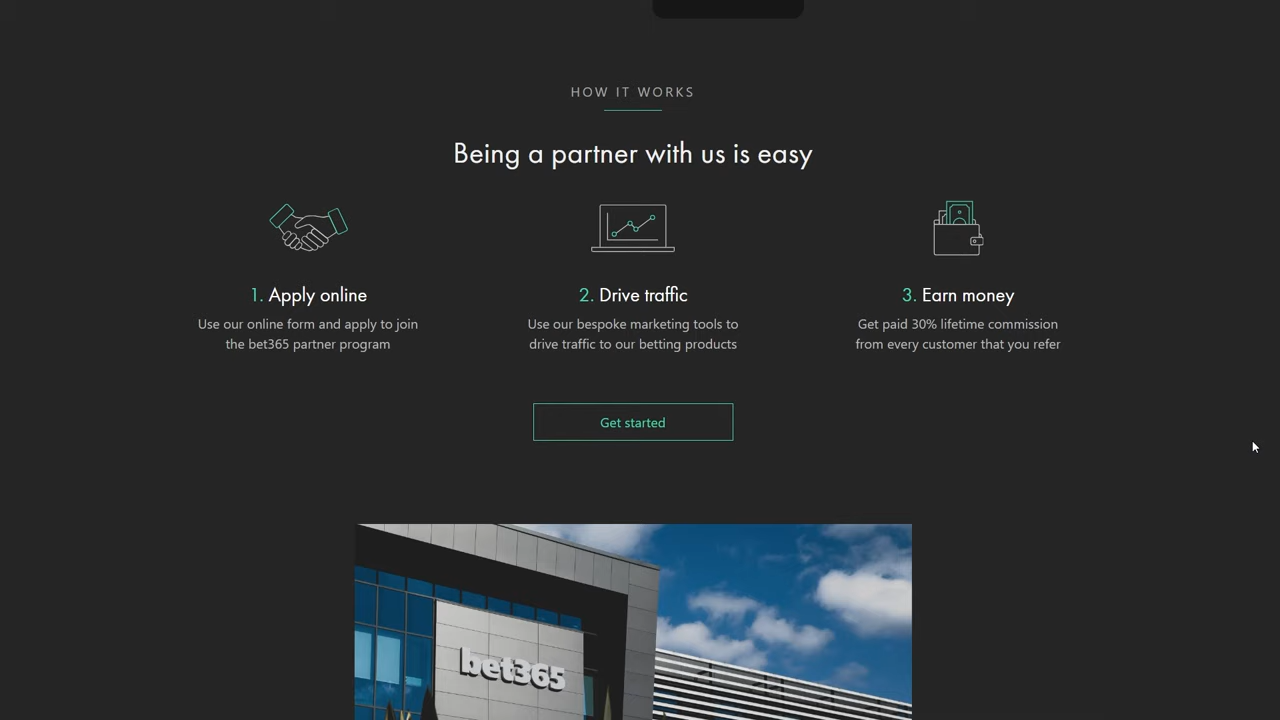 HOW IT WORKS
Being a partner with us is easy
1. Apply online
Use our online form and apply to join
the bet365 partner program
2. Drive traffic
Use our bespoke marketing tools to
drive traffic to our betting products
3. Earn money
Get paid 30% lifetime commission
from every customer that you refer
Get started
bet365